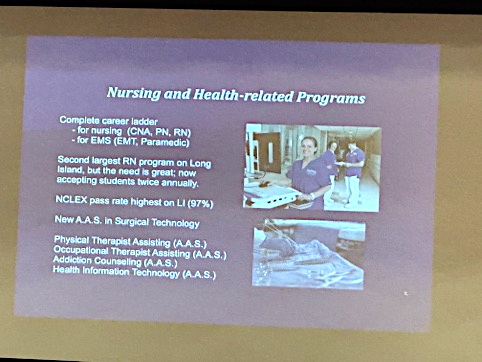 Nursing and Health-related Programs
Complete career ladder
- for nursing (CNA, PN, RN)
- for EMS (EMT, Paramedic)
Second largest RN program on Long
Island, but the need is great; now
accepting students twice annually.
NCLEX pass rate highest on LI (97%)
New A.A.S. in Surgical Technology
Physical Therapist Assisting (A.A.S.)
Occupational Therapist Assisting (A.A.S.)
Addiction Counseling (A.A.S.)
Health Information Technology (A.A.S.)